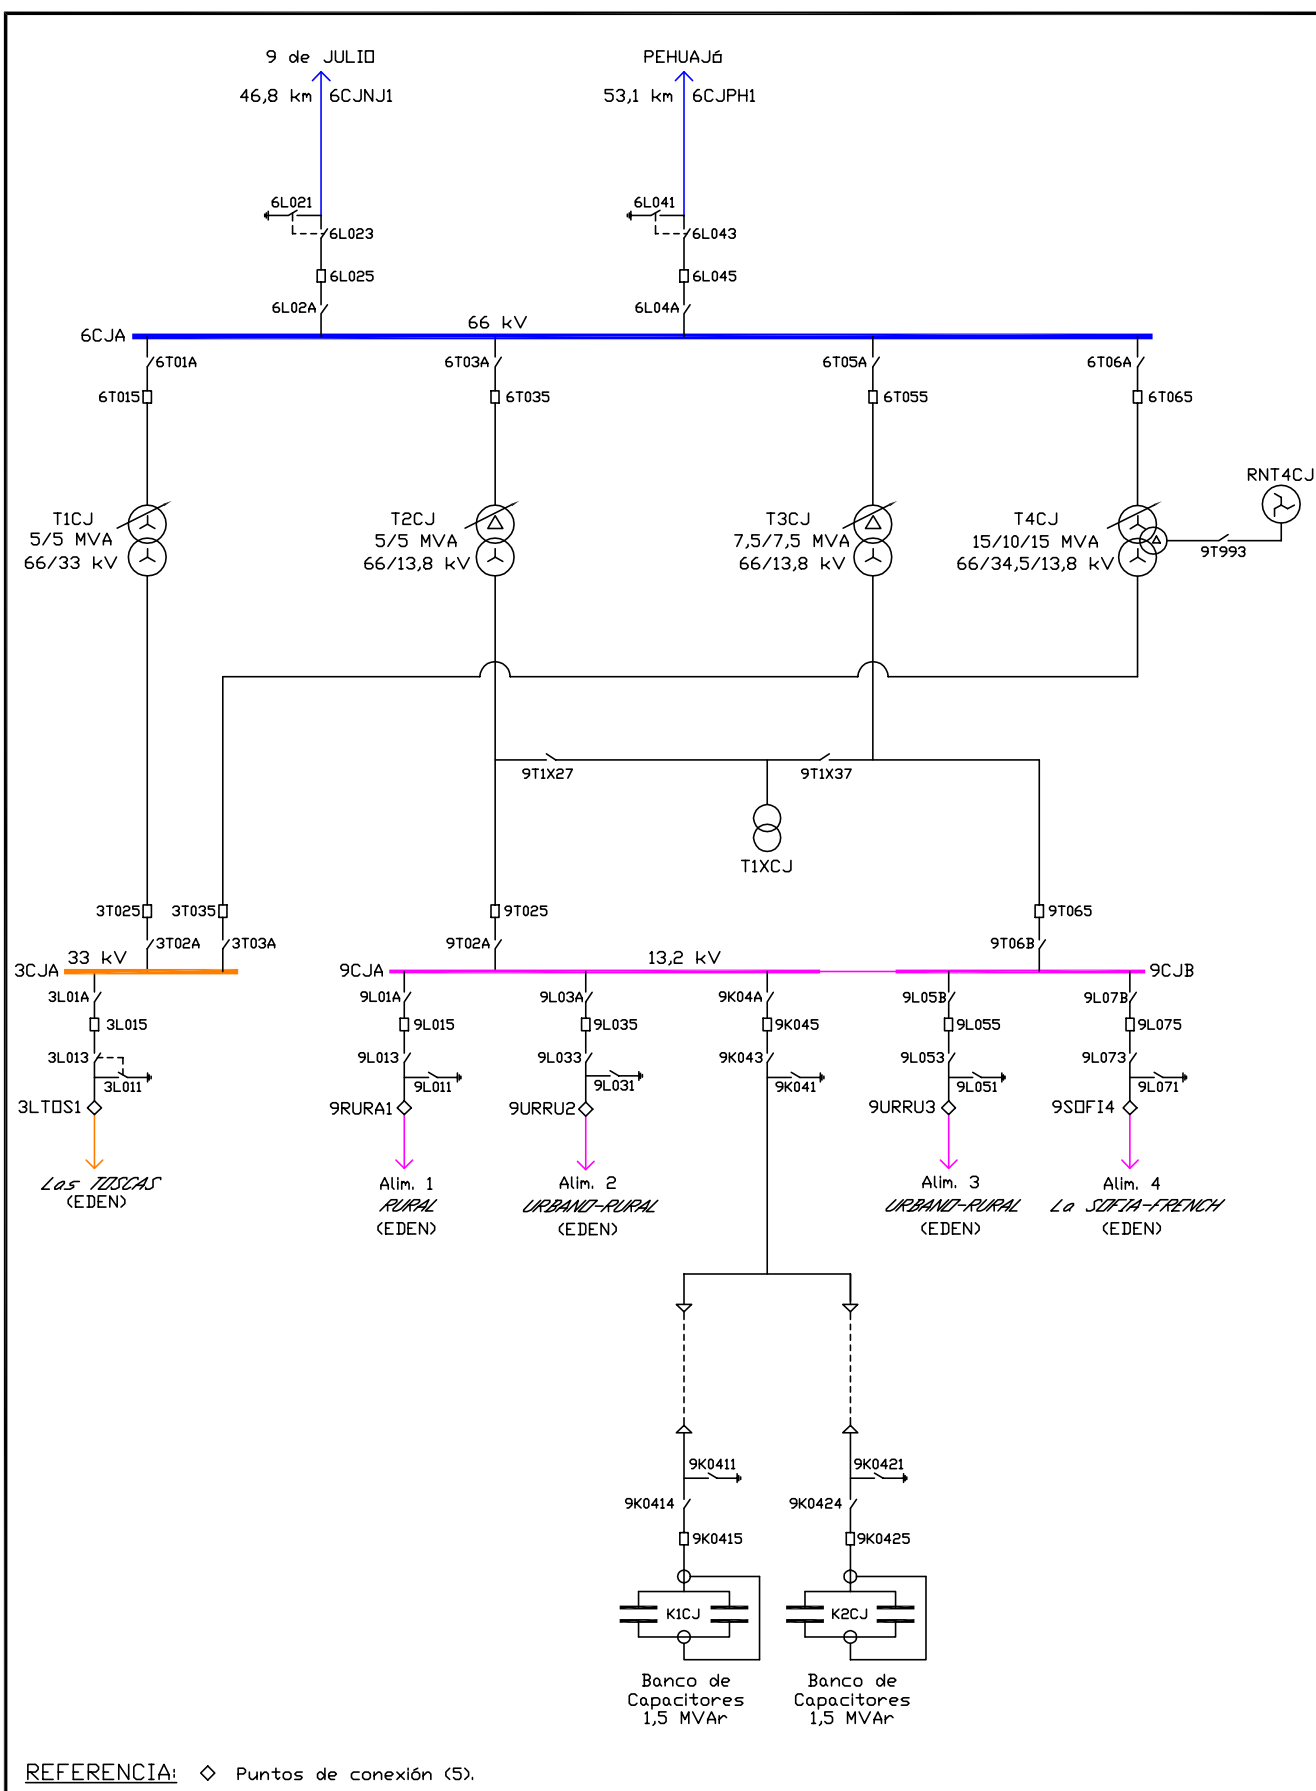 9 de JULIO
PEHUAJó
46,8 km 6CJNJ1
53,1 km 6CJPH1
6L021
6L041
6L023
6L043
6L025
6L045
6L02A
6L04A
66 kV
6CJA
6T01A
6T03A
6T05A
6T06A
6T015
6T035
6T055
6T065
RNT4CJ
T1CJ
5/5 MVA
66/33 kV
T2CJ
5/5 MVA
66/13,8 kV
T3CJ
7,5/7,5 MVA
66/13,8 kV
T4CJ
15/10/15 MVA
66/34,5/13,8 kV
9T993
9T1X27
9T1X37
T1XCJ
3T025
3T035
9T025
9T065
3T02A
3T03A
9T02A
9T06B
33 kV
3CJA
9CJA
13,2 kV
9CJB
3L01A
9L01A
9L03A
9K04A
9L05B
9L07B
3L015
9L015
9L035
9K045
9L055
9L075
3L013
9L013
9L033
9K043
9L053
9L073
3L011
9L011
9L031
9K041
9L051
9L071
3LTOS1
9RURA1
9URRU2
9URRU3
9SOFI4
Las TOSCAS
(EDEN)
Alim. 1
RURAL
(EDEN)
Alim. 2
URBANO-RURAL
(EDEN)
Alim. 3
URBANO-RURAL
(EDEN)
Alim. 4
La SOFIA-FRENCH
(EDEN)
9K0411
9K0421
9K0414
9K0424
9K0415
9K0425
K1CJ
K2CJ
Banco de
Capacitores
1,5 MVAr
Banco de
Capacitores
1,5 MVAr
REFERENCIA: Puntos de conexión (5).